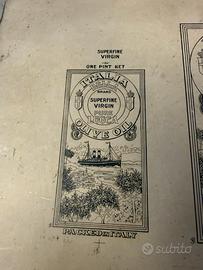 SUPERFINE
VIRGIN
ONE PINT NET
ITALIA
BRAND
SUPERFINE
VIRGIN
PURE
OLIVE OIL
PACKED IN ITALY
subito